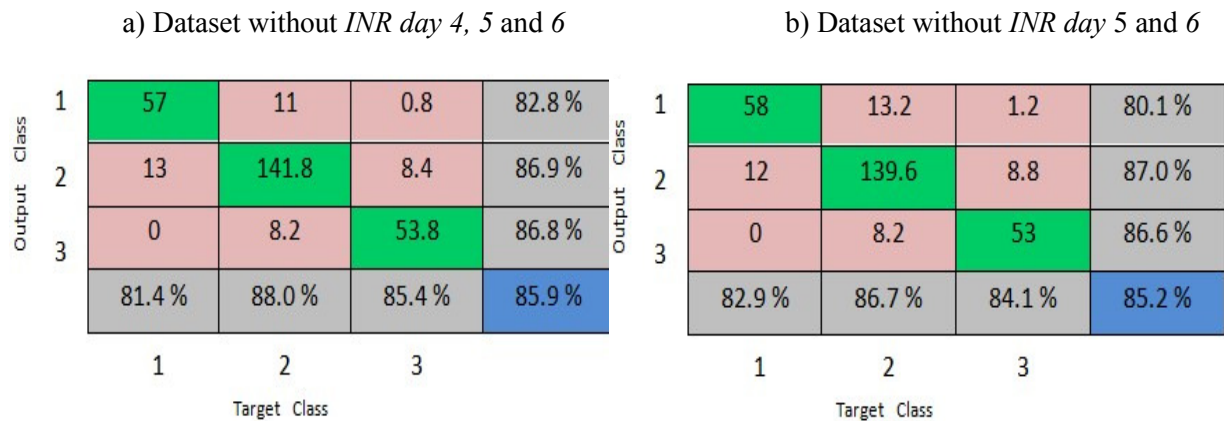 a) Dataset without INR day 4, 5 and 6
Output Class
1 57 11 0.8 82.8 %
2 13 141.8 8.4 86.9 %
3 0 8.2 53.8 86.8 %
81.4 % 88.0 % 85.4 % 85.9 %
1 2 3
Target Class
b) Dataset without INR day 5 and 6
Output Class
1 58 13.2 1.2 80.1 %
2 12 139.6 8.8 87.0 %
3 0 8.2 53 86.6 %
82.9 % 86.7 % 84.1 % 85.2 %
1 2 3
Target Class